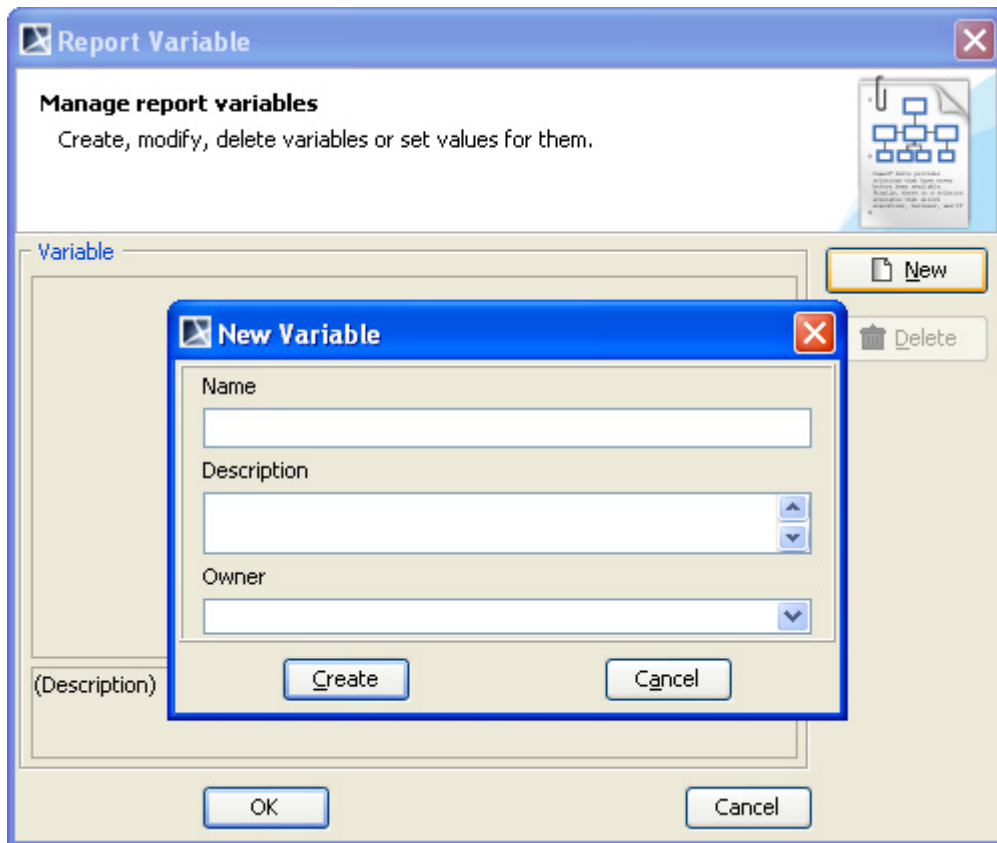 Report Variable
Manage report variables
Create, modify, delete variables or set values for them.
Variable
New
Delete
New Variable
Name
Description
Owner
Create
Cancel
(Description)
OK
Cancel